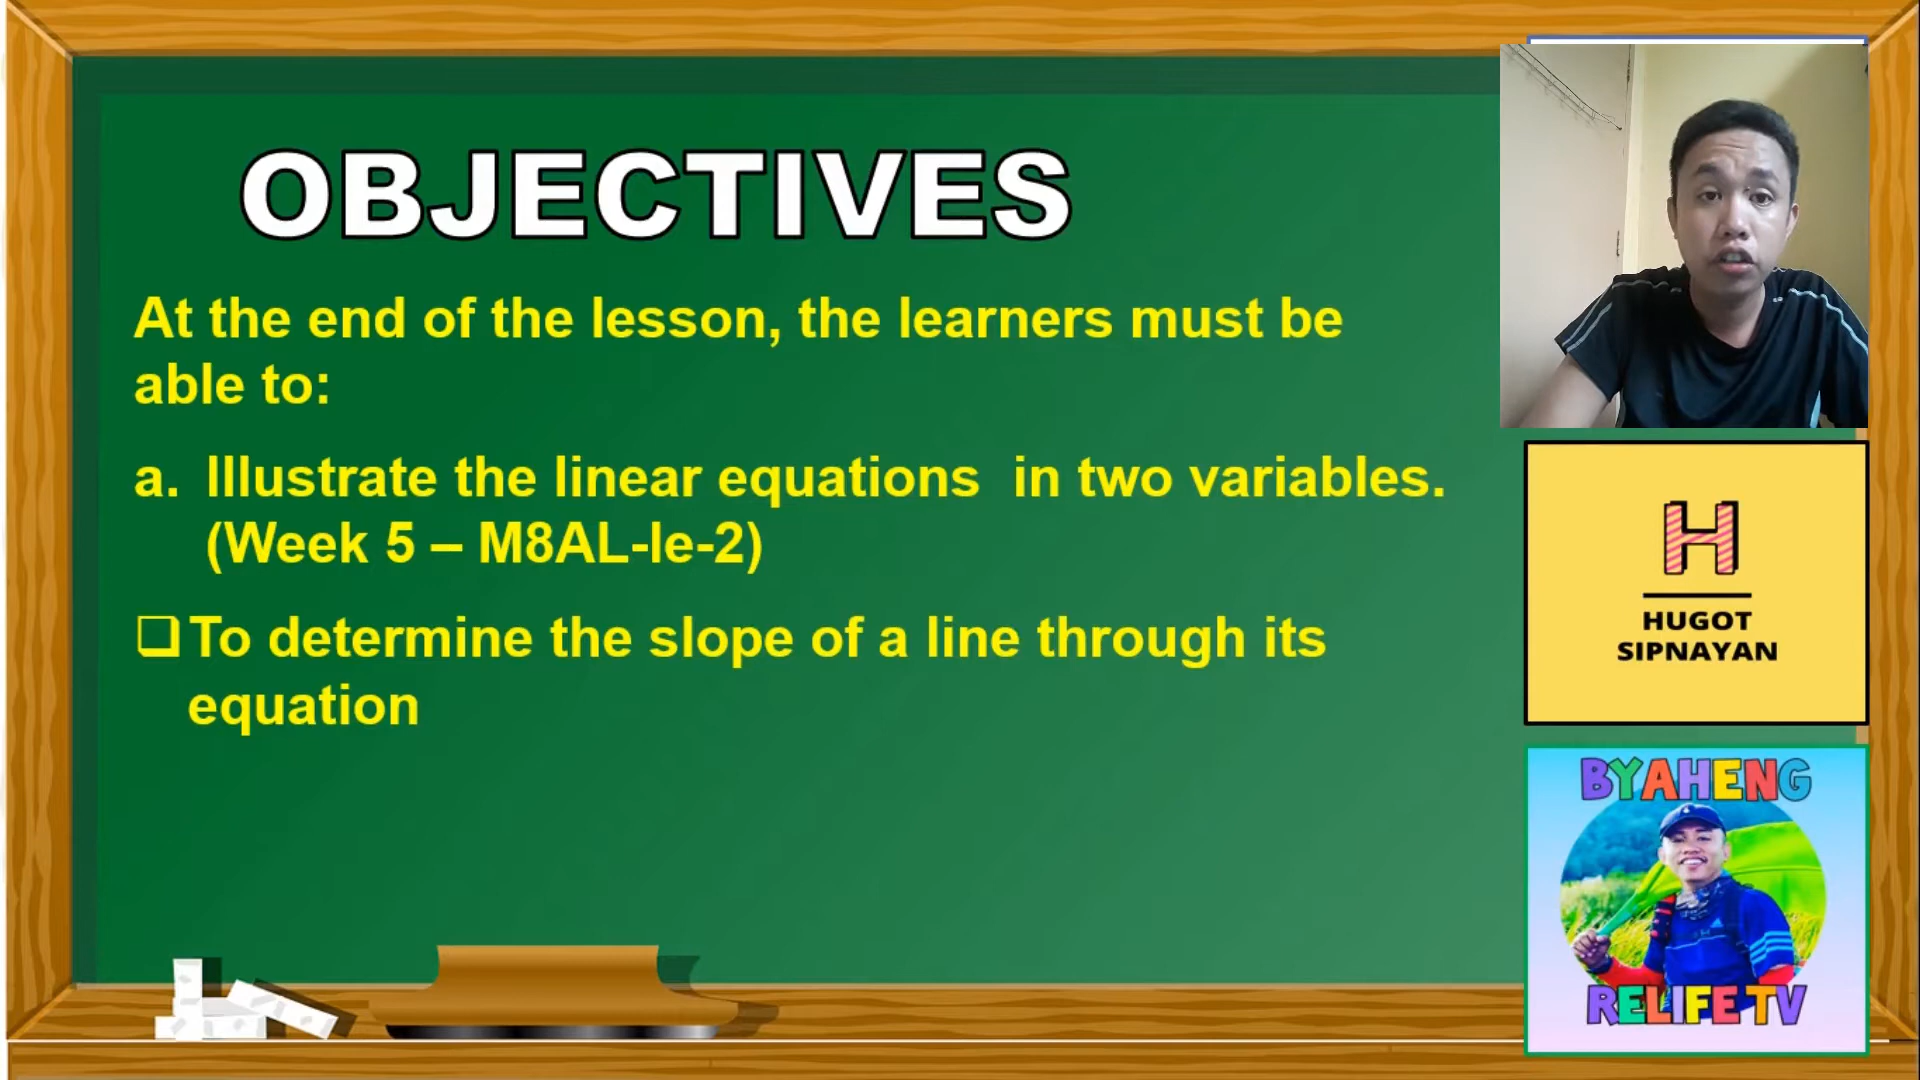 OBJECTIVES
At the end of the lesson, the learners must be
able to:
a. Illustrate the linear equations in two variables.
(Week 5 – M8AL-le-2)
❑To determine the slope of a line through its
equation
H
HUGOT
SIPNAYAN
BYAHENG
RELIFE TV